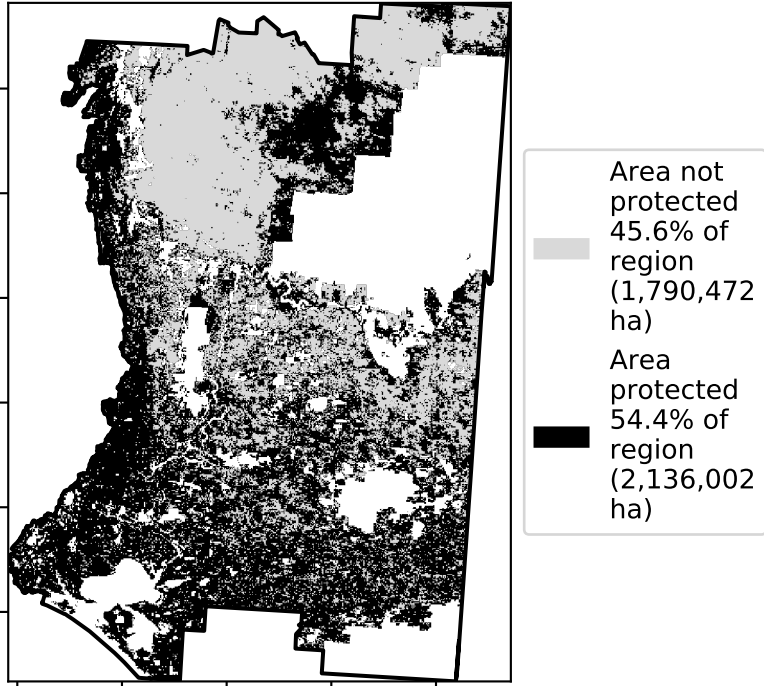 Area not
protected
45.6% of
region
(1,790,472
ha)
Area
protected
54.4% of
region
(2,136,002
ha)